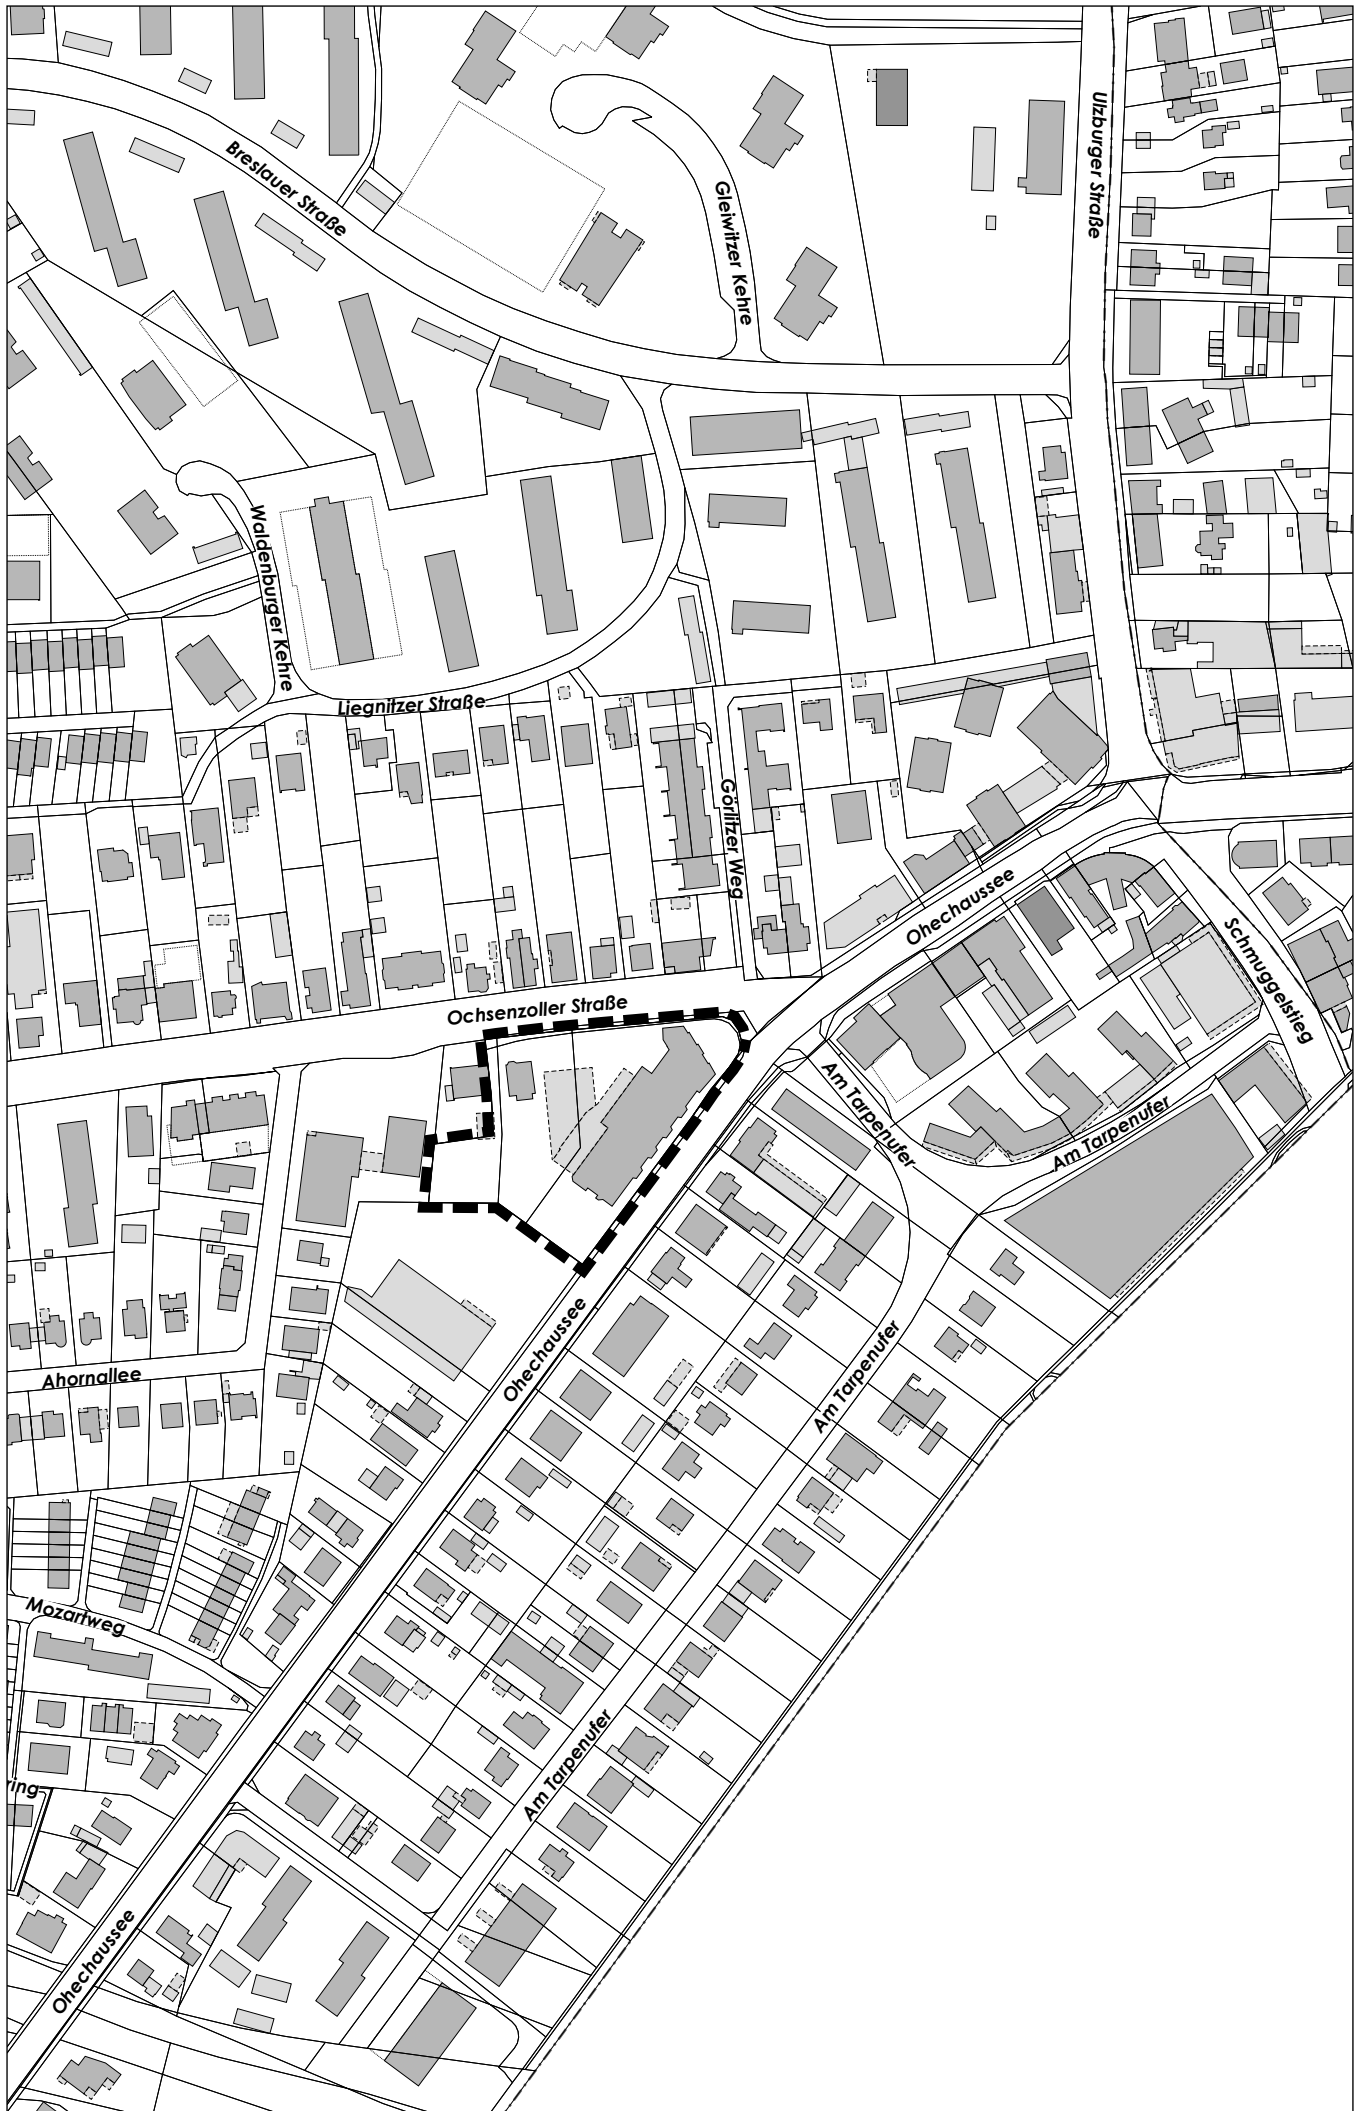 Breslauer Straße
Gleiwitzer Kehre
Ulzburger Straße
Waldenburger Kehre
Liegnitzer Straße
Görlitzer Weg
Ohechaussee
Schmuggelstieg
Ochsenzoller Straße
Am Tarpenufer
Am Tarpenufer
Ohechaussee
Ahornallee
Am Tarpenufer
Mozartweg
Am Tarpenufer
ring
Ohechaussee